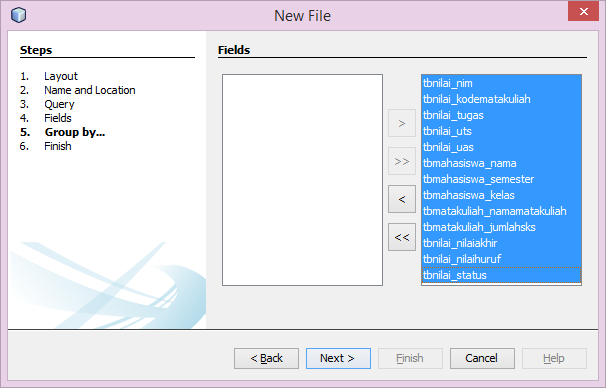 New File
Steps
1. Layout
2. Name and Location
3. Query
4. Fields
5. Group by...
6. Finish
Fields
>
>>
<
<<
tbnilai_nim
tbnilai_kodematakuliah
tbnilai_tugas
tbnilai_uts
tbnilai_uas
tbmahasiswa_nama
tbmahasiswa_semester
tbmahasiswa_kelas
tbmatakuliah_namamatakuliah
tbmatakuliah_jumlahsks
tbnilai_nilaiakhir
tbnilai_nilaihuruf
tbnilai_status
< Back Next > Finish Cancel Help